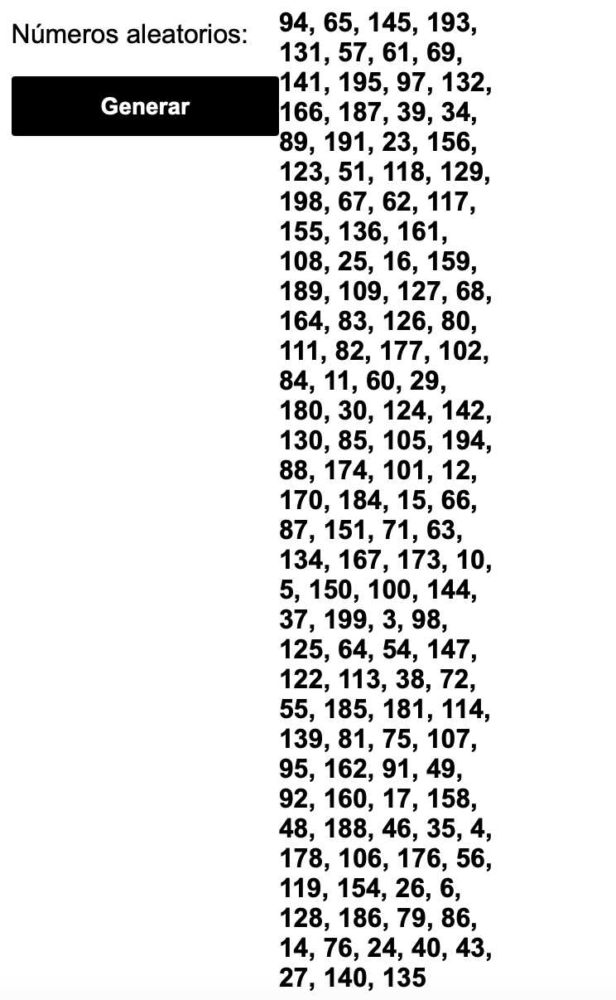 Números aleatorios:
Generar
94, 65, 145, 193,
131, 57, 61, 69,
141, 195, 97, 132,
166, 187, 39, 34,
89, 191, 23, 156,
123, 51, 118, 129,
198, 67, 62, 117,
155, 136, 161,
108, 25, 16, 159,
189, 109, 127, 68,
164, 83, 126, 80,
111, 82, 177, 102,
84, 11, 60, 29,
180, 30, 124, 142,
130, 85, 105, 194,
88, 174, 101, 12,
170, 184, 15, 66,
87, 151, 71, 63,
134, 167, 173, 10,
5, 150, 100, 144,
37, 199, 3, 98,
125, 64, 54, 147,
122, 113, 38, 72,
55, 185, 181, 114,
139, 81, 75, 107,
95, 162, 91, 49,
92, 160, 17, 158,
48, 188, 46, 35, 4,
178, 106, 176, 56,
119, 154, 26, 6,
128, 186, 79, 86,
14, 76, 24, 40, 43,
27, 140, 135